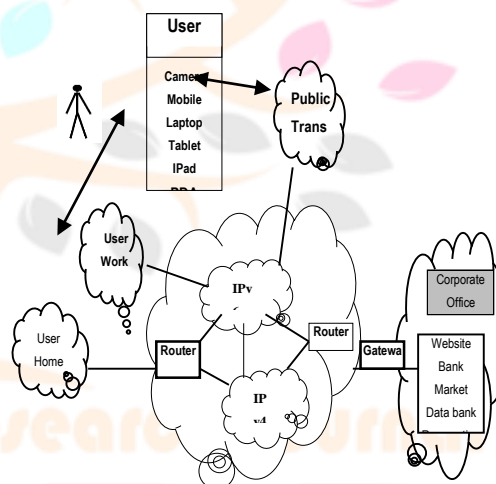 User
Camera
Mobile
Laptop
Tablet
IPad
Public
Trans
User
Work
IPv
User
Home
Router
Router
Gatewa
IP
v4
Corporate
Office
Website
Bank
Market
Data bank